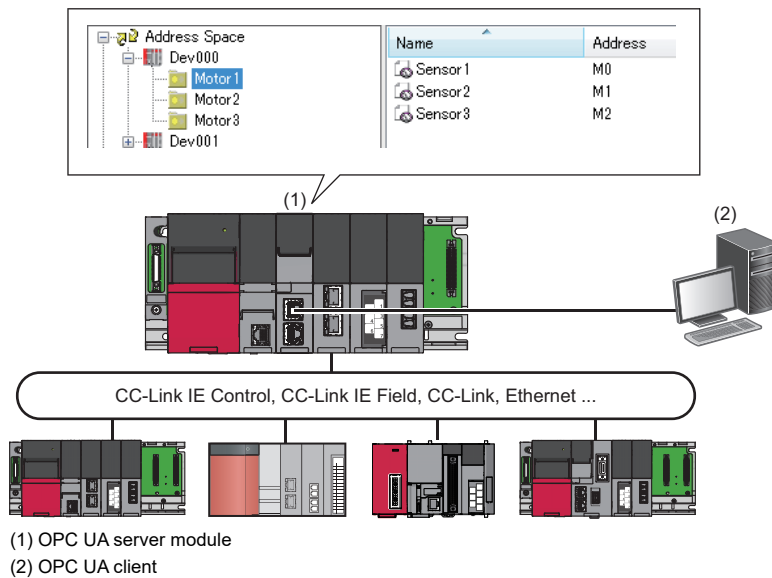 Address Space
Dev000
Motor1
Motor2
Motor3
Dev001
Name Address
Sensor1 M0
Sensor2 M1
Sensor3 M2
(1)
(2)
CC-Link IE Control, CC-Link IE Field, CC-Link, Ethernet ...
(1) OPC UA server module
(2) OPC UA client